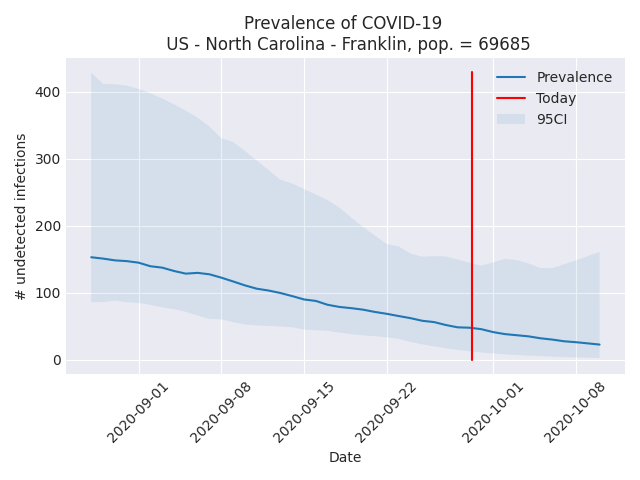 Prevalence of COVID-19
US - North Carolina - Franklin, pop. = 69685
Prevalence
Today
95CI
# undetected infections
400
300
200
100
0
2020-09-01
2020-09-08
2020-09-15
2020-09-22
2020-10-01
2020-10-08
Date